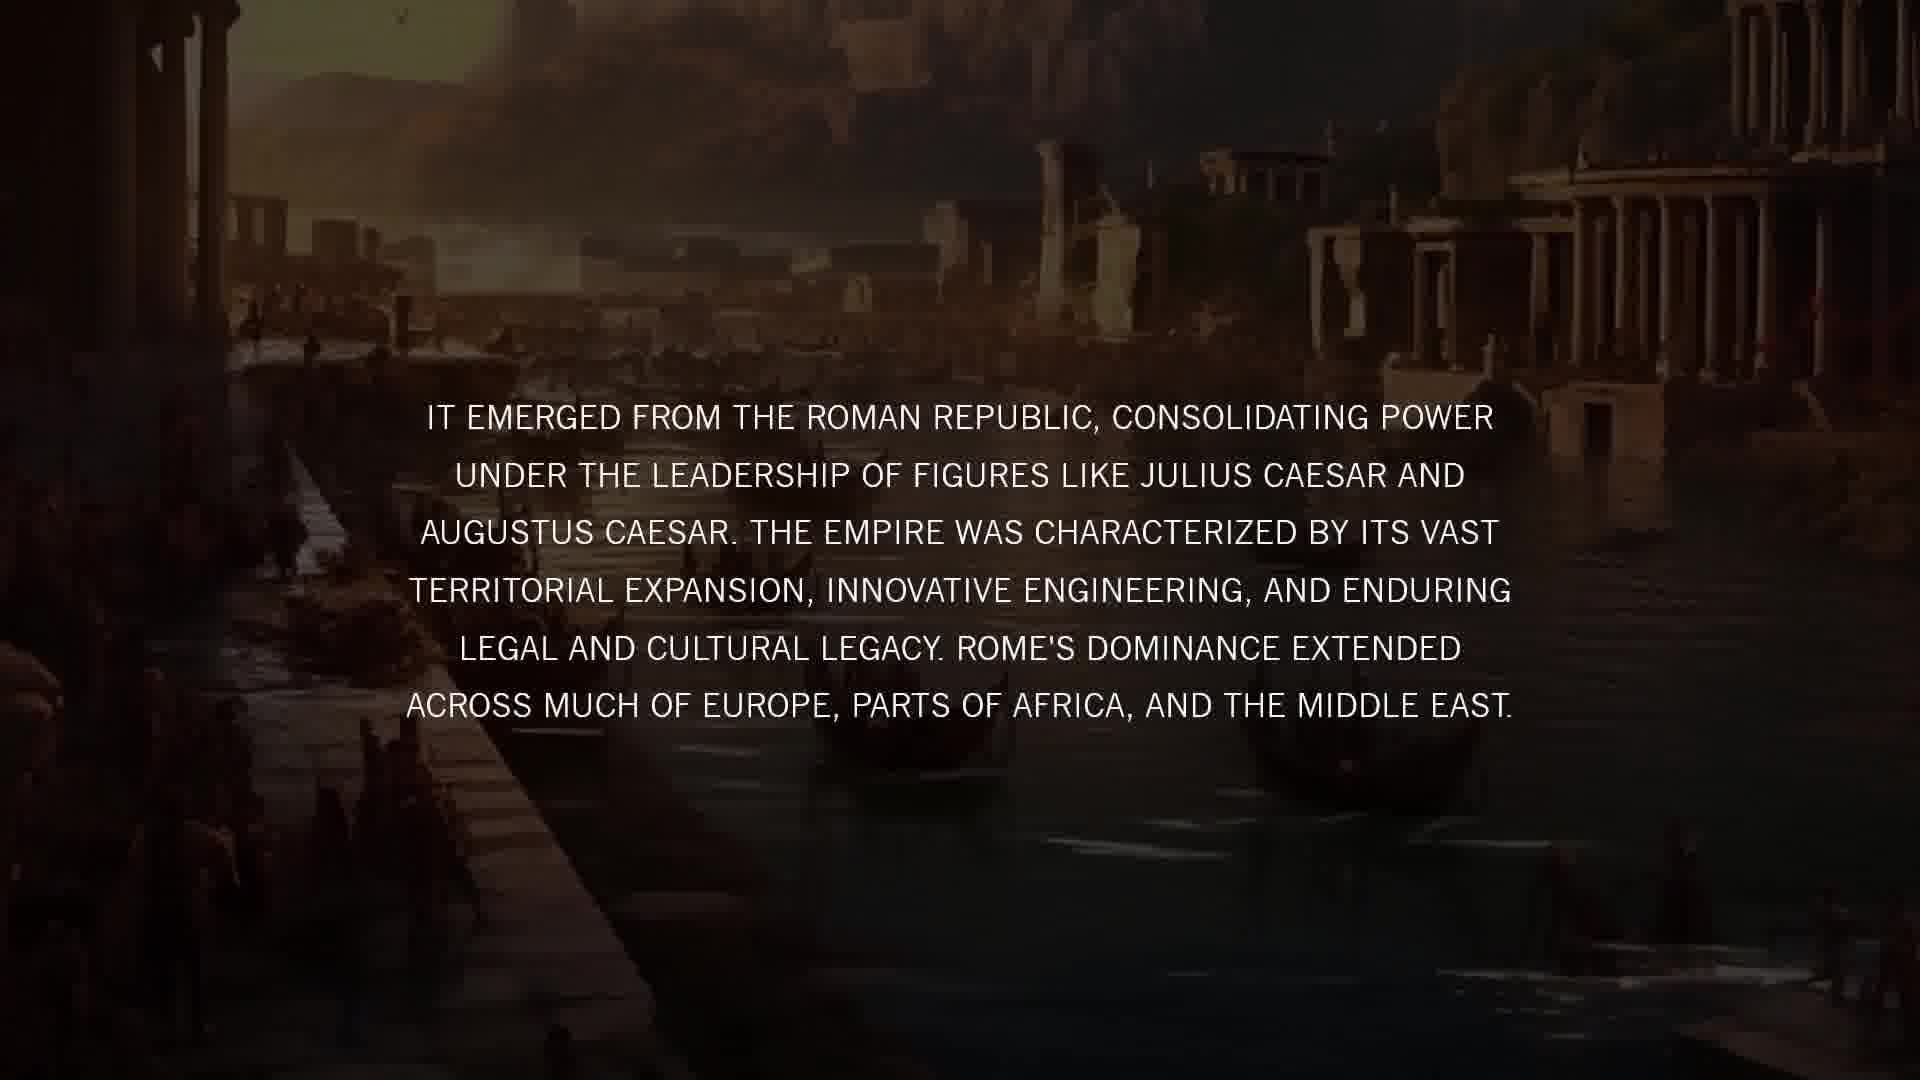 IT EMERGED FROM THE ROMAN REPUBLIC, CONSOLIDATING POWER
UNDER THE LEADERSHIP OF FIGURES LIKE JULIUS CAESAR AND
AUGUSTUS CAESAR. THE EMPIRE WAS CHARACTERIZED BY ITS VAST
TERRITORIAL EXPANSION, INNOVATIVE ENGINEERING, AND ENDURING
LEGAL AND CULTURAL LEGACY. ROME'S DOMINANCE EXTENDED
ACROSS MUCH OF EUROPE, PARTS OF AFRICA, AND THE MIDDLE EAST.